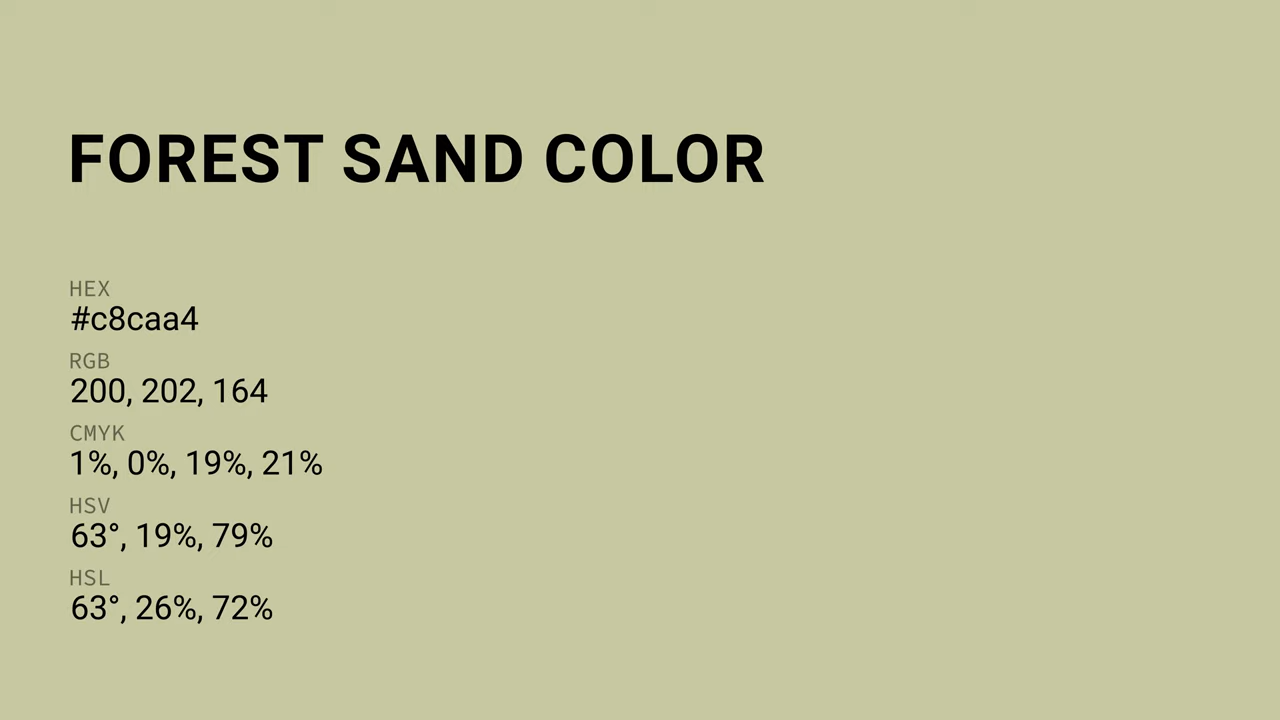 FOREST SAND COLOR
HEX
#c8caa4
RGB
200, 202, 164
CMYK
1%, 0%, 19%, 21%
HSV
63°, 19%, 79%
HSL
63°, 26%, 72%